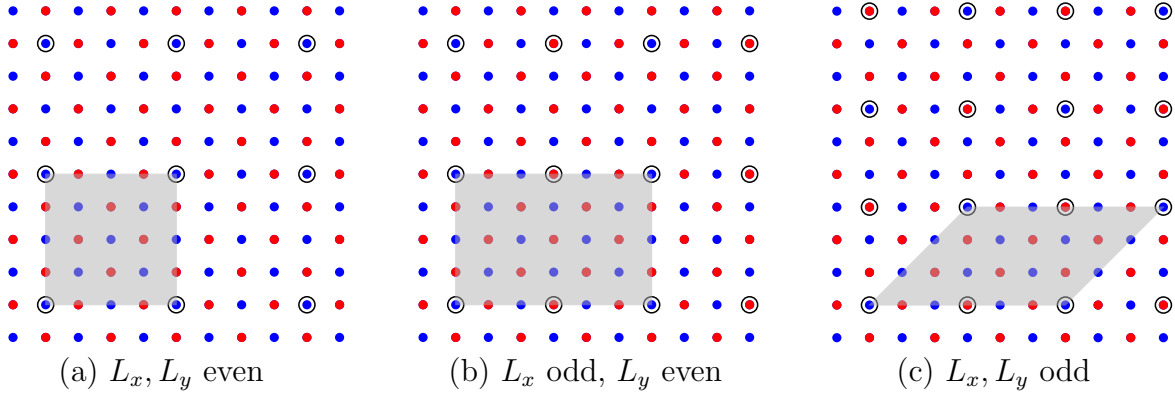 (a) $L_x, L_y$ even
(b) $L_x$ odd, $L_y$ even
(c) $L_x, L_y$ odd